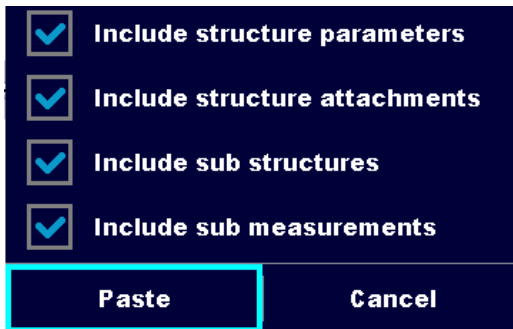 Include structure parameters
Include structure attachments
Include sub structures
Include sub measurements
Paste Cancel